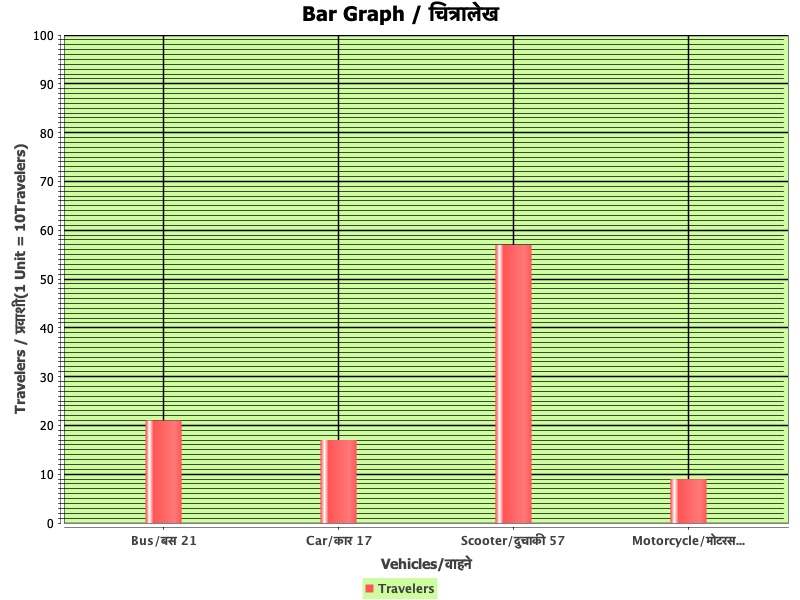 Bar Graph / चित्रालेख
Travelers / प्रवाशी(1 Unit = 10Travelers)
100
90
80
70
60
50
40
30
20
10
0
Bus/बस 21
Car/कार 17
Scooter/दुचाकी 57
Motorcycle/मोटरस...
Vehicles/वाहने
Travelers